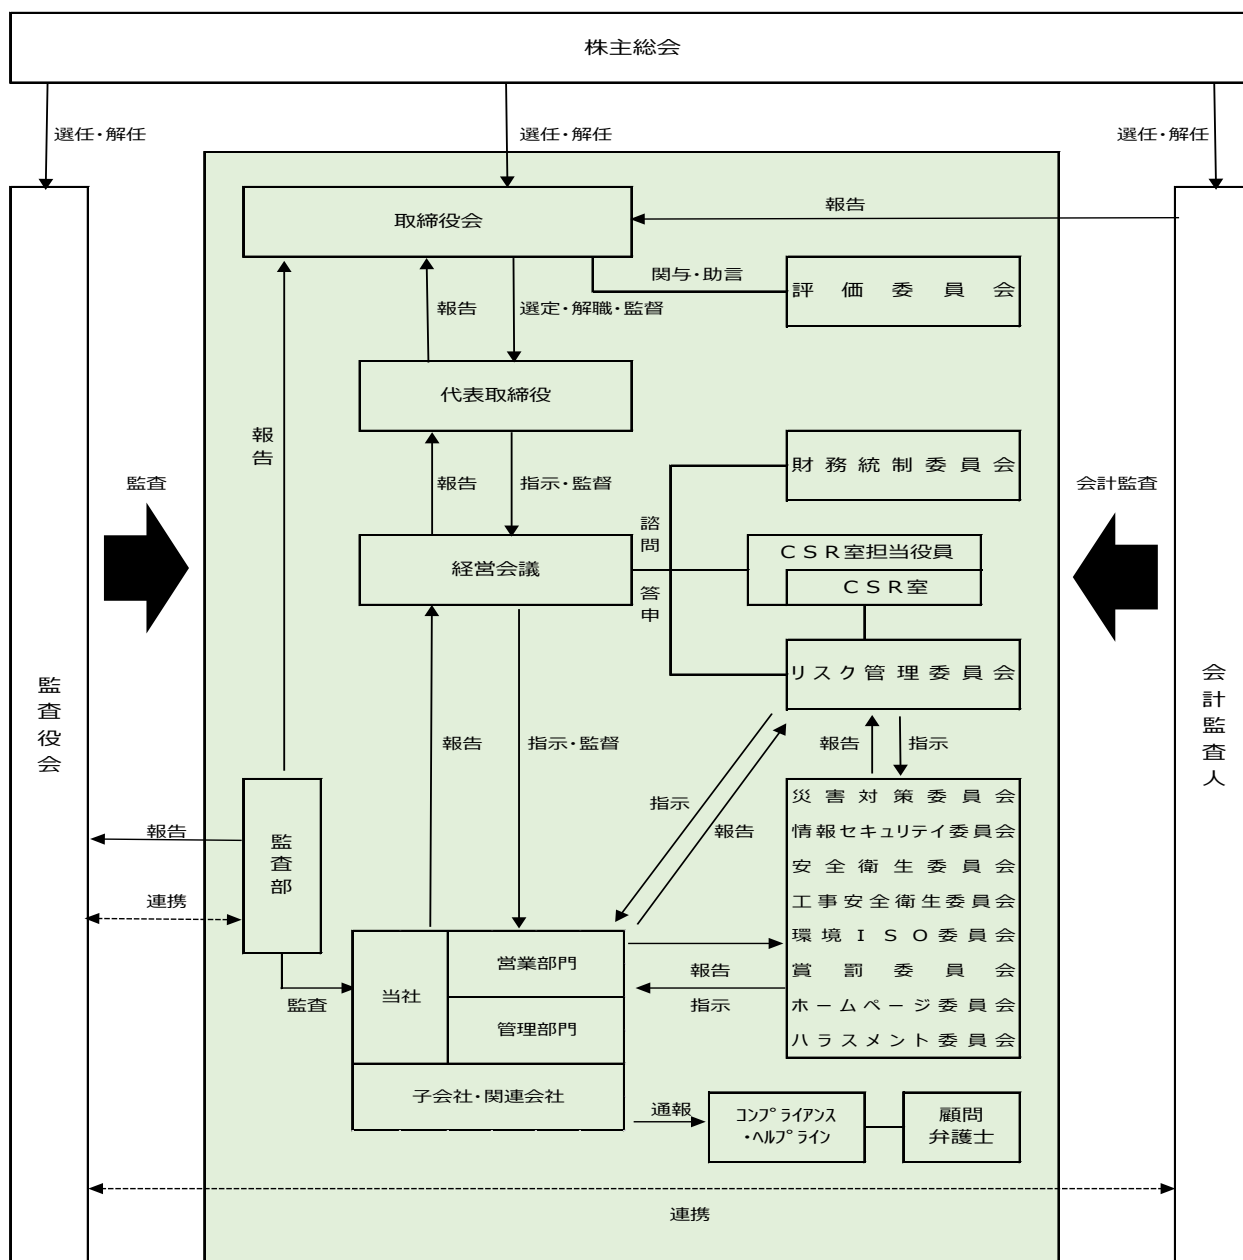 株主総会
選任・解任
選任・解任
選任・解任
取締役会
報告
関与・助言
評価委員会
報告
選定・解職・監督
代表取締役
報告
報告
指示・監督
財務統制委員会
監査
会計監査
諮問
答申
経営会議
CSR室担当役員
CSR室
リスク管理委員会
監査役会
会計監査人
報告
指示・監督
報告
指示
指示
報告
災害対策委員会
情報セキュリテイ委員会
安全衛生委員会
工事安全衛生委員会
環境ISO委員会
賞罰委員会
ホームページ委員会
ハラスメント委員会
監査部
報告
連携
監査
当社
営業部門
管理部門
報告
指示
子会社・関連会社
通報
コンプライアンス
・ヘルプライン
顧問
弁護士
連携